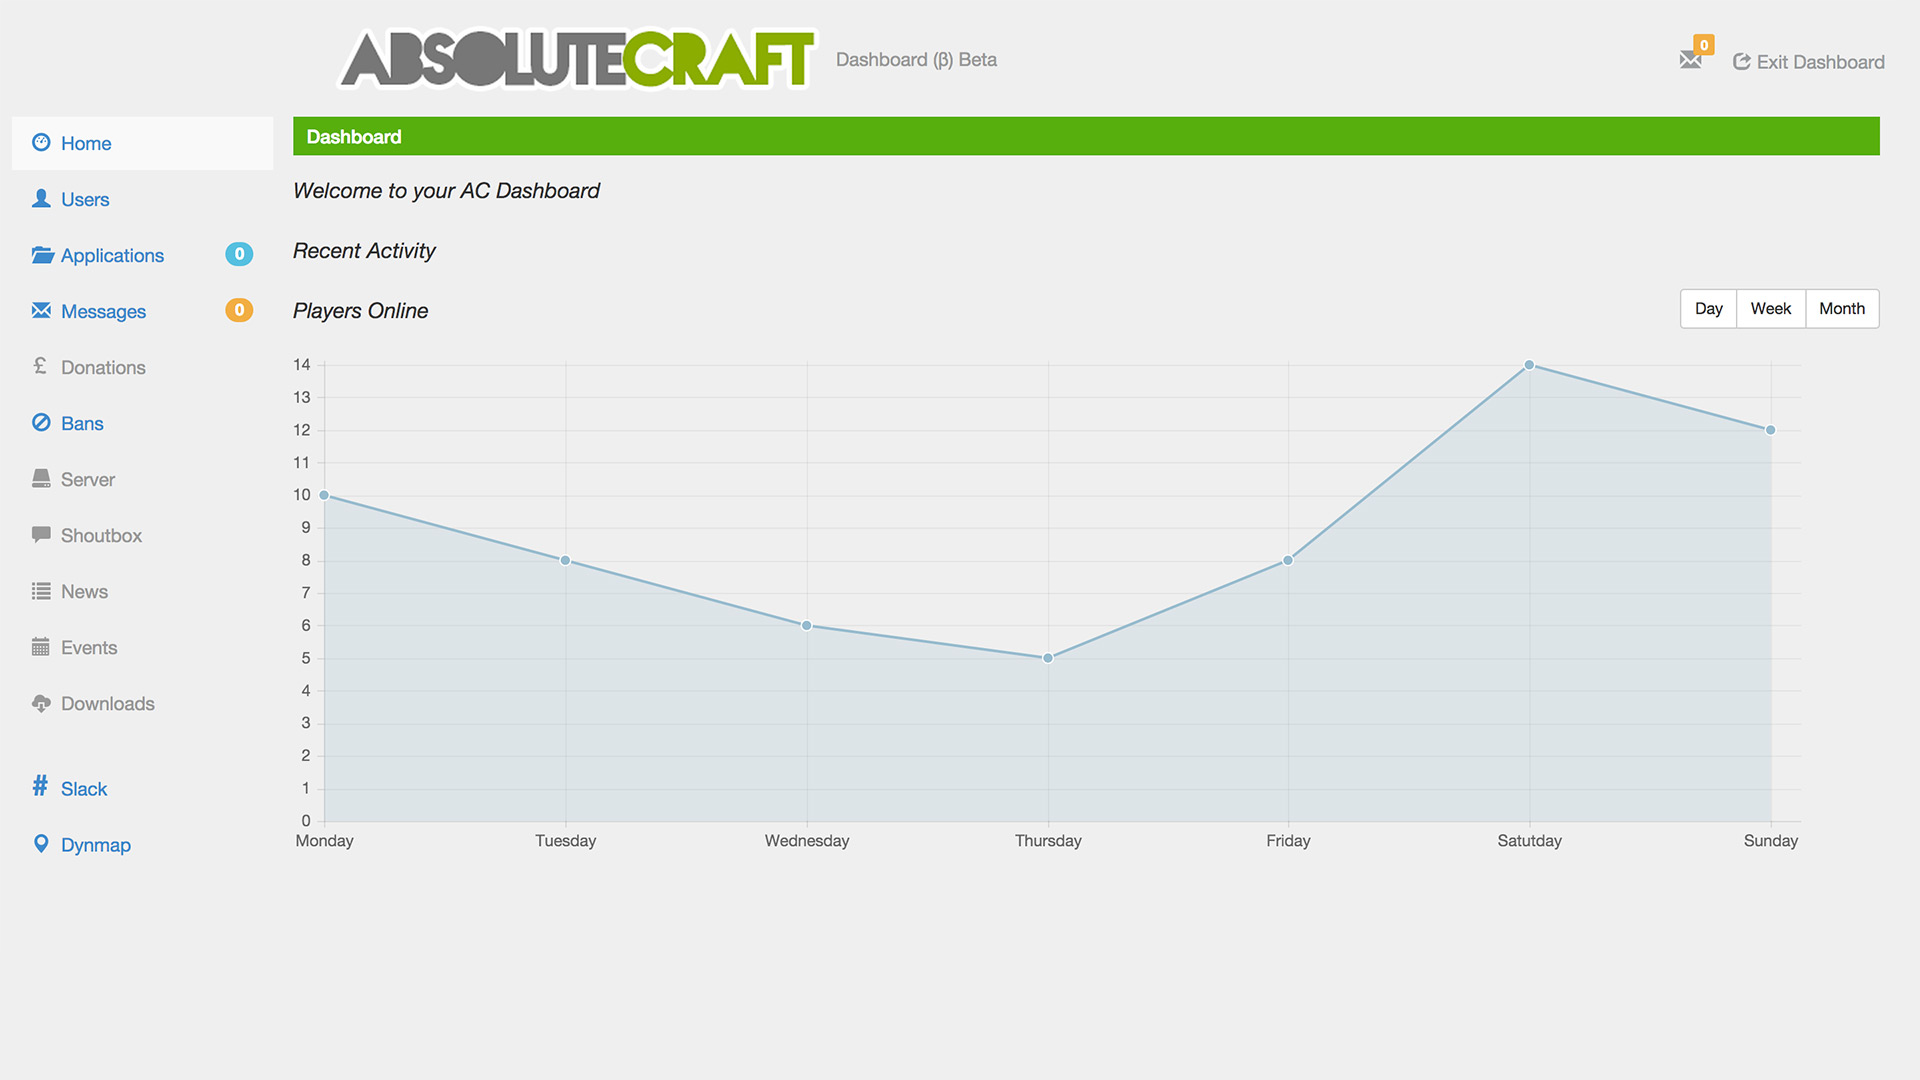 ABSOLUTECRAFT Dashboard (β) Beta
0
Exit Dashboard
Home
Users
Applications 0
Messages 0
£ Donations
Bans
Server
Shoutbox
News
Events
Downloads
# Slack
Dynmap
Dashboard
Welcome to your AC Dashboard
Recent Activity
Players Online
Day Week Month
14
13
12
11
10
9
8
7
6
5
4
3
2
1
0
Monday Tuesday Wednesday Thursday Friday Satutday Sunday